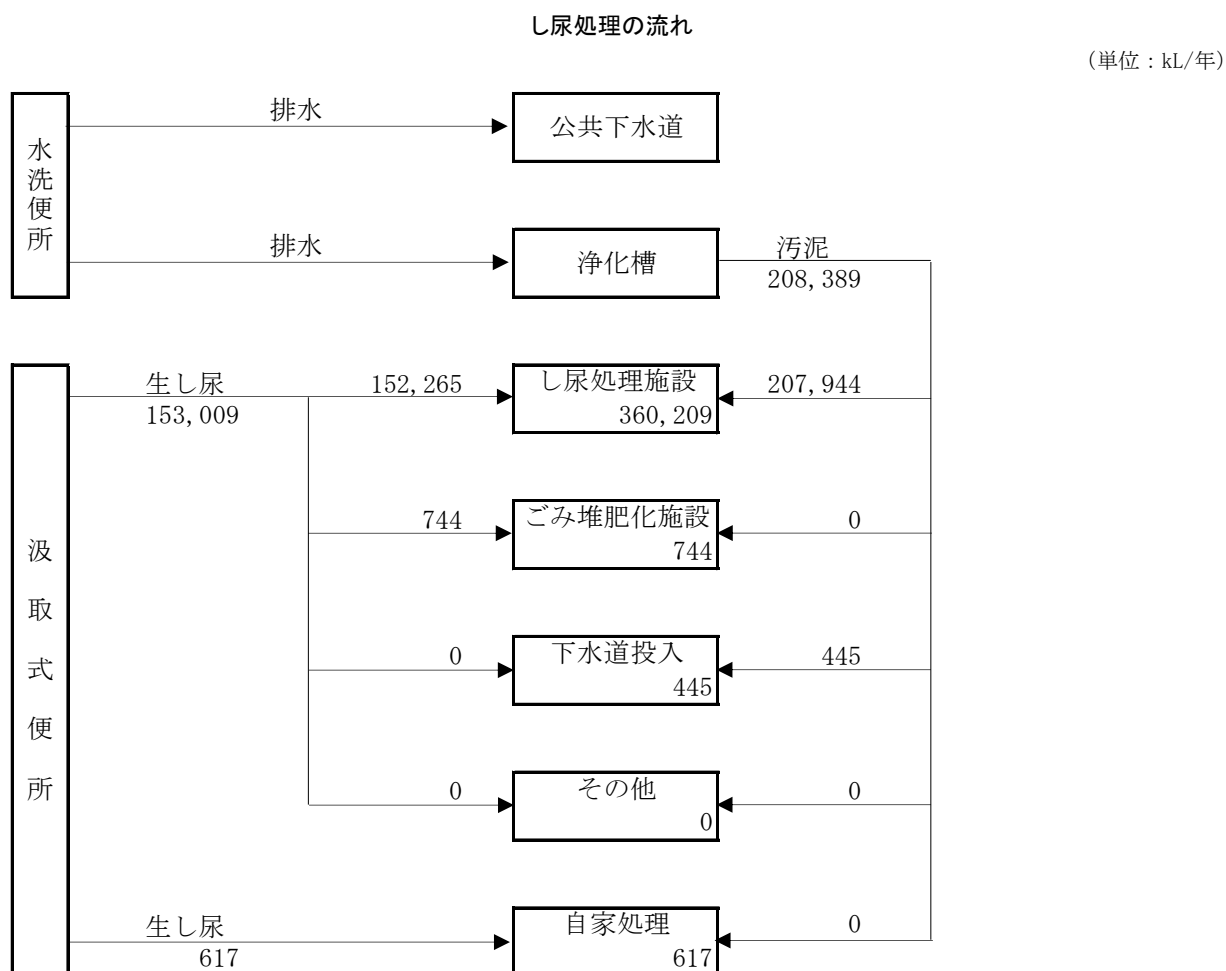 し尿処理の流れ
(単位：kL/年)
水洗便所
排水
公共下水道
排水
浄化槽
汚泥
208,389
汲取式便所
生し尿
153,009
152,265
し尿処理施設
360,209
207,944
744
ごみ堆肥化施設
744
0
0
下水道投入
445
445
0
その他
0
0
生し尿
617
自家処理
617
0